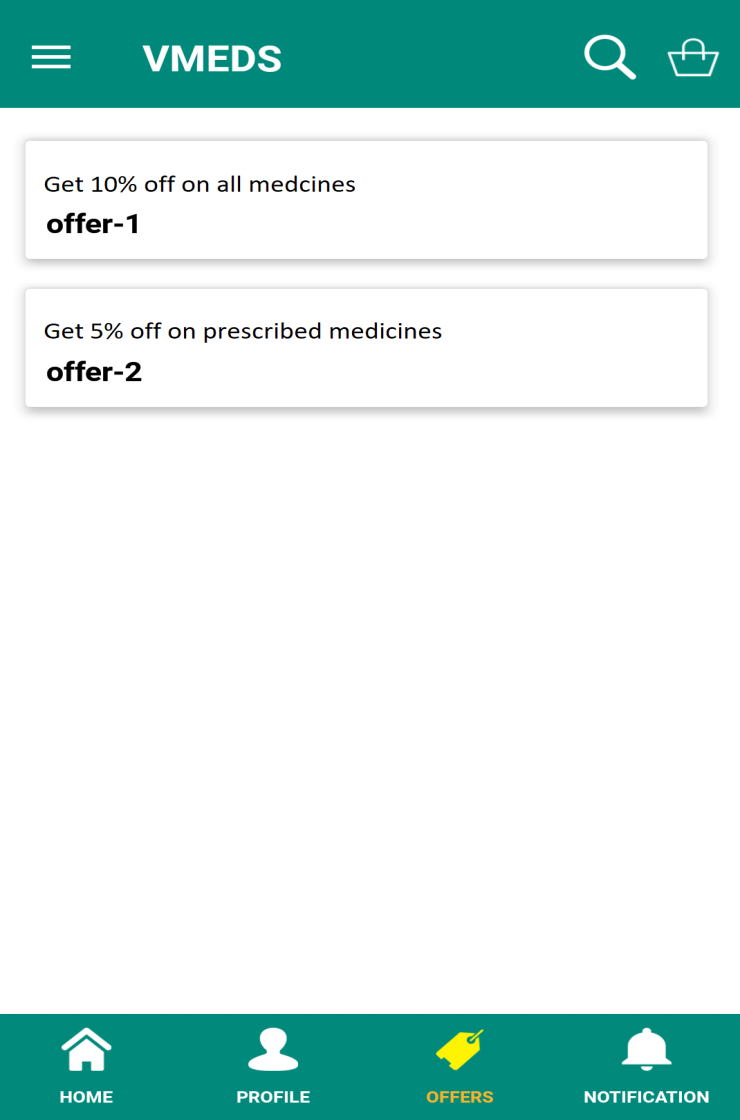 VMEDS
Get 10% off on all medcines
offer-1
Get 5% off on prescribed medicines
offer-2
HOME PROFILE OFFERS NOTIFICATION